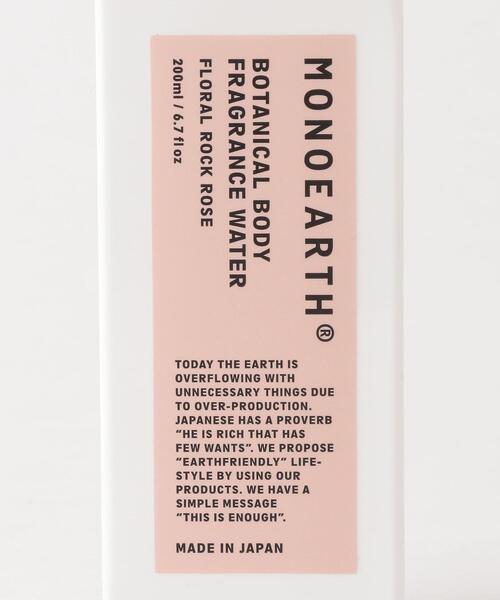 MONOEARTH®
BOTANICAL BODY
FRAGRANCE WATER
FLORAL ROCK ROSE
200ml / 6.7 fl oz
TODAY THE EARTH IS
OVERFLOWING WITH
UNNECESSARY THINGS DUE
TO OVER-PRODUCTION.
JAPANESE HAS A PROVERB
"HE IS RICH THAT HAS
FEW WANTS". WE PROPOSE
"EARTHFRIENDLY" LIFE-
STYLE BY USING OUR
PRODUCTS. WE HAVE A
SIMPLE MESSAGE
"THIS IS ENOUGH".
MADE IN JAPAN